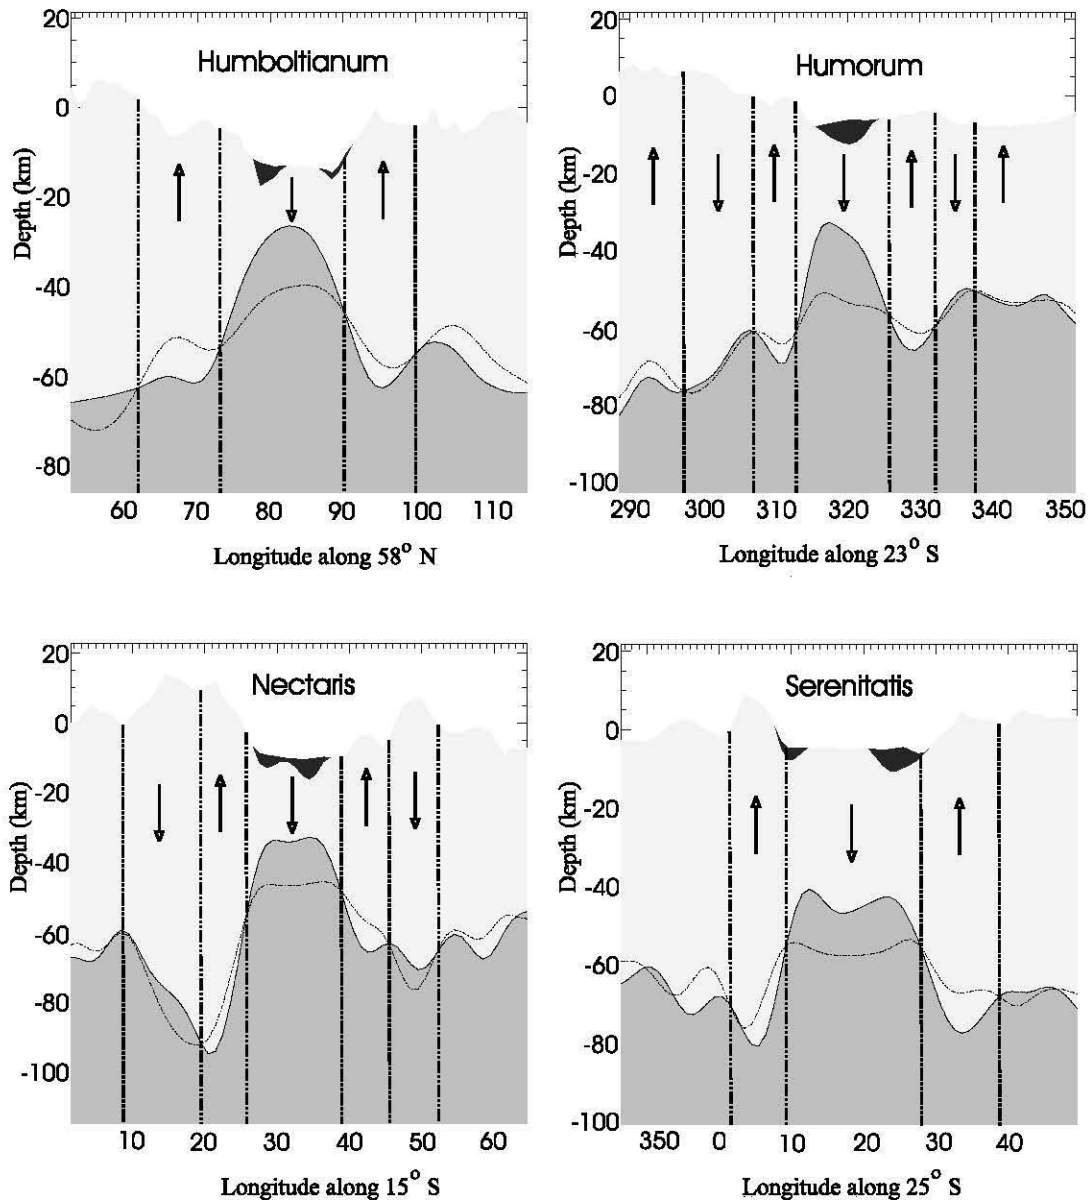 Humboltianum
20
0
-20
-40
-60
-80
Depth (km)
60 70 80 90 100 110
Longitude along 58° N
Humorum
20
0
-20
-40
-60
-80
-100
Depth (km)
290 300 310 320 330 340 350
Longitude along 23° S
Nectaris
20
0
-20
-40
-60
-80
-100
Depth (km)
10 20 30 40 50 60
Longitude along 15° S
Serenitatis
20
0
-20
-40
-60
-80
-100
Depth (km)
350 0 10 20 30 40
Longitude along 25° S